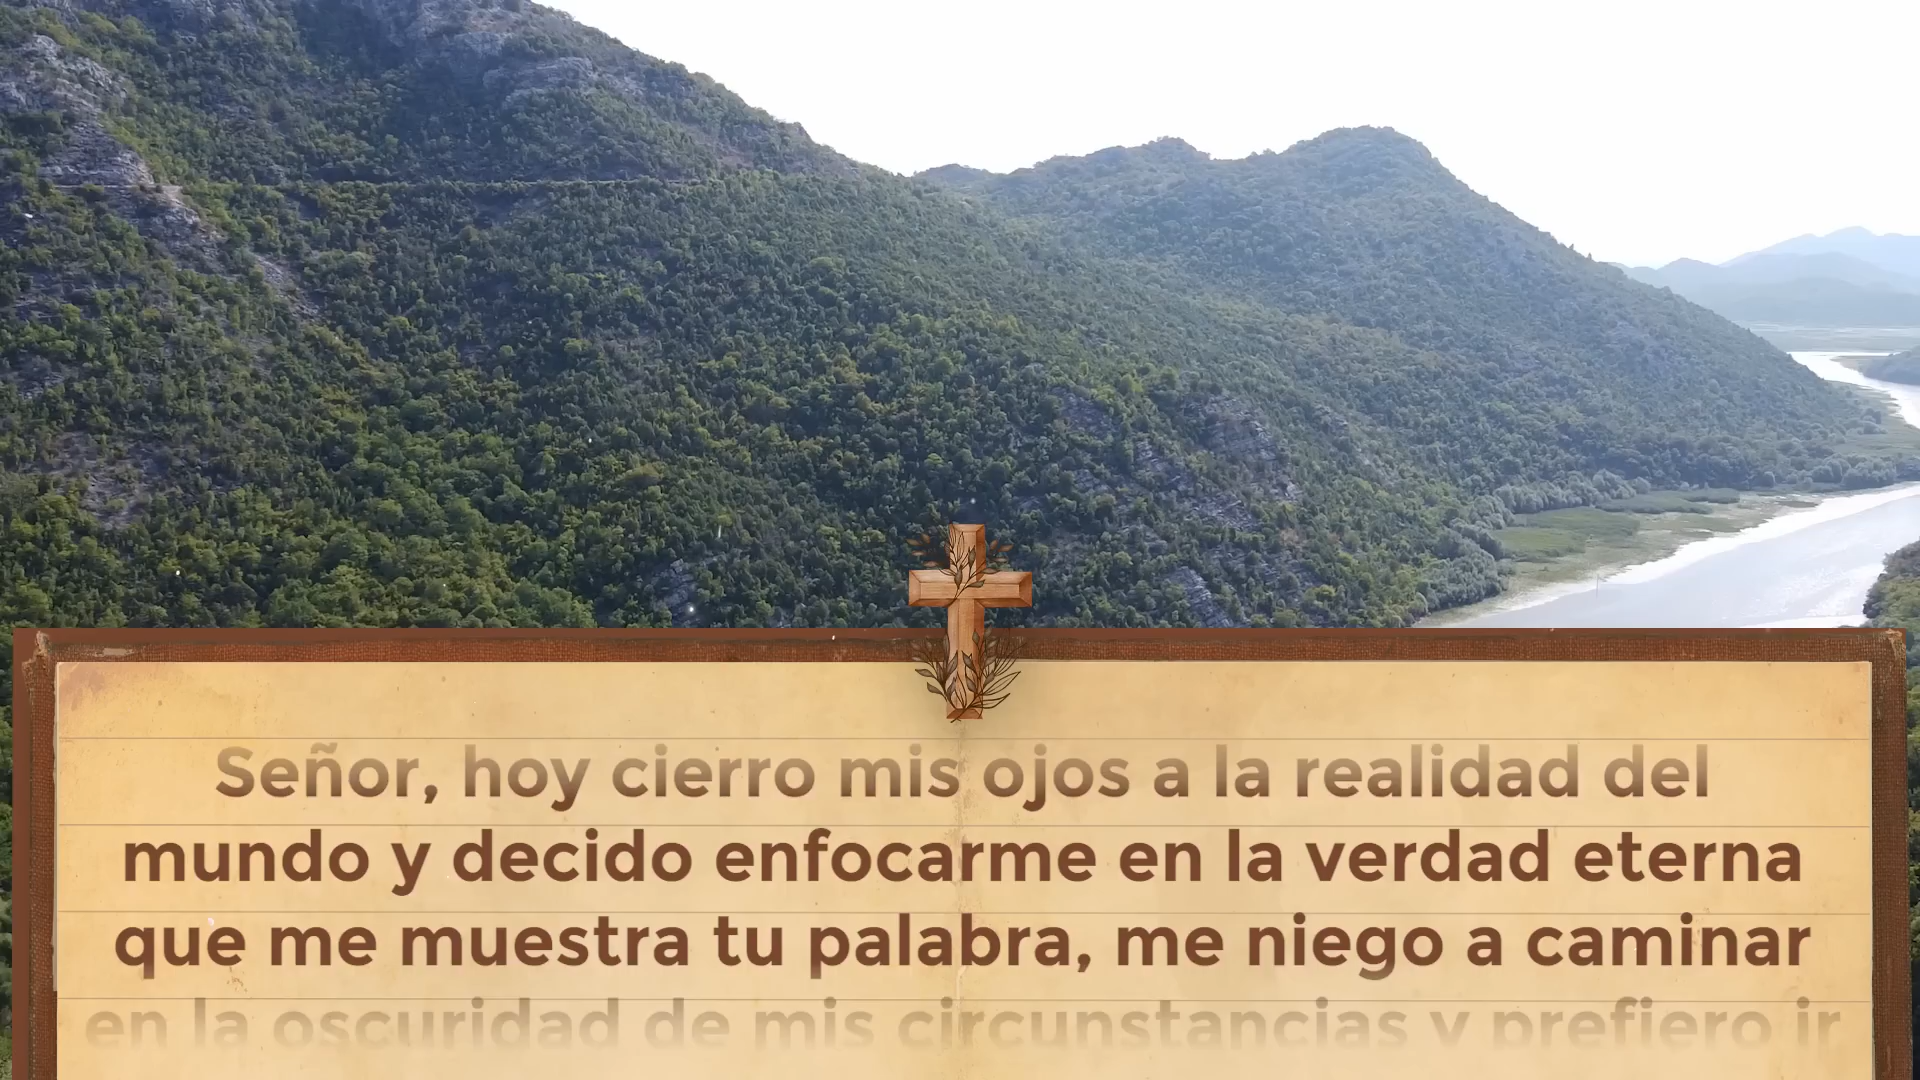 Señor, hoy cierro mis ojos a la realidad del
mundo y decido enfocarme en la verdad eterna
que me muestra tu palabra, me niego a caminar
en la oscuridad de mis circunstancias y prefiero ir